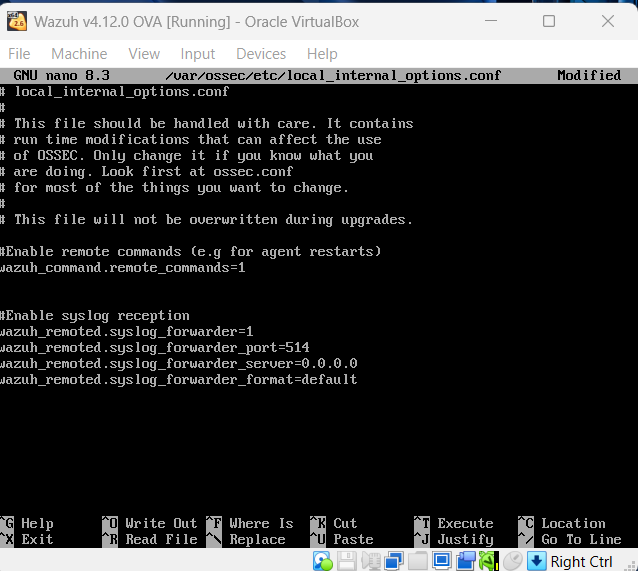 Wazuh v4.12.0 OVA [Running] - Oracle VirtualBox
File Machine View Input Devices Help
GNU nano 8.3 /var/ossec/etc/local_internal_options.conf Modified
# local_internal_options.conf
#
# This file should be handled with care. It contains
# run time modifications that can affect the use
# of OSSEC. Only change it if you know what you
# are doing. Look first at ossec.conf
# for most of the things you want to change.
#
# This file will not be overwritten during upgrades.
#Enable remote commands (e.g for agent restarts)
wazuh_command.remote_commands=1
#Enable syslog reception
wazuh_remoted.syslog_forwarder=1
wazuh_remoted.syslog_forwarder_port=514
wazuh_remoted.syslog_forwarder_server=0.0.0.0
wazuh_remoted.syslog_forwarder_format=default
^G Help ^O Write Out ^F Where Is ^K Cut ^T Execute ^C Location
^X Exit ^R Read File ^\ Replace ^U Paste ^J Justify ^/ Go To Line
Right Ctrl